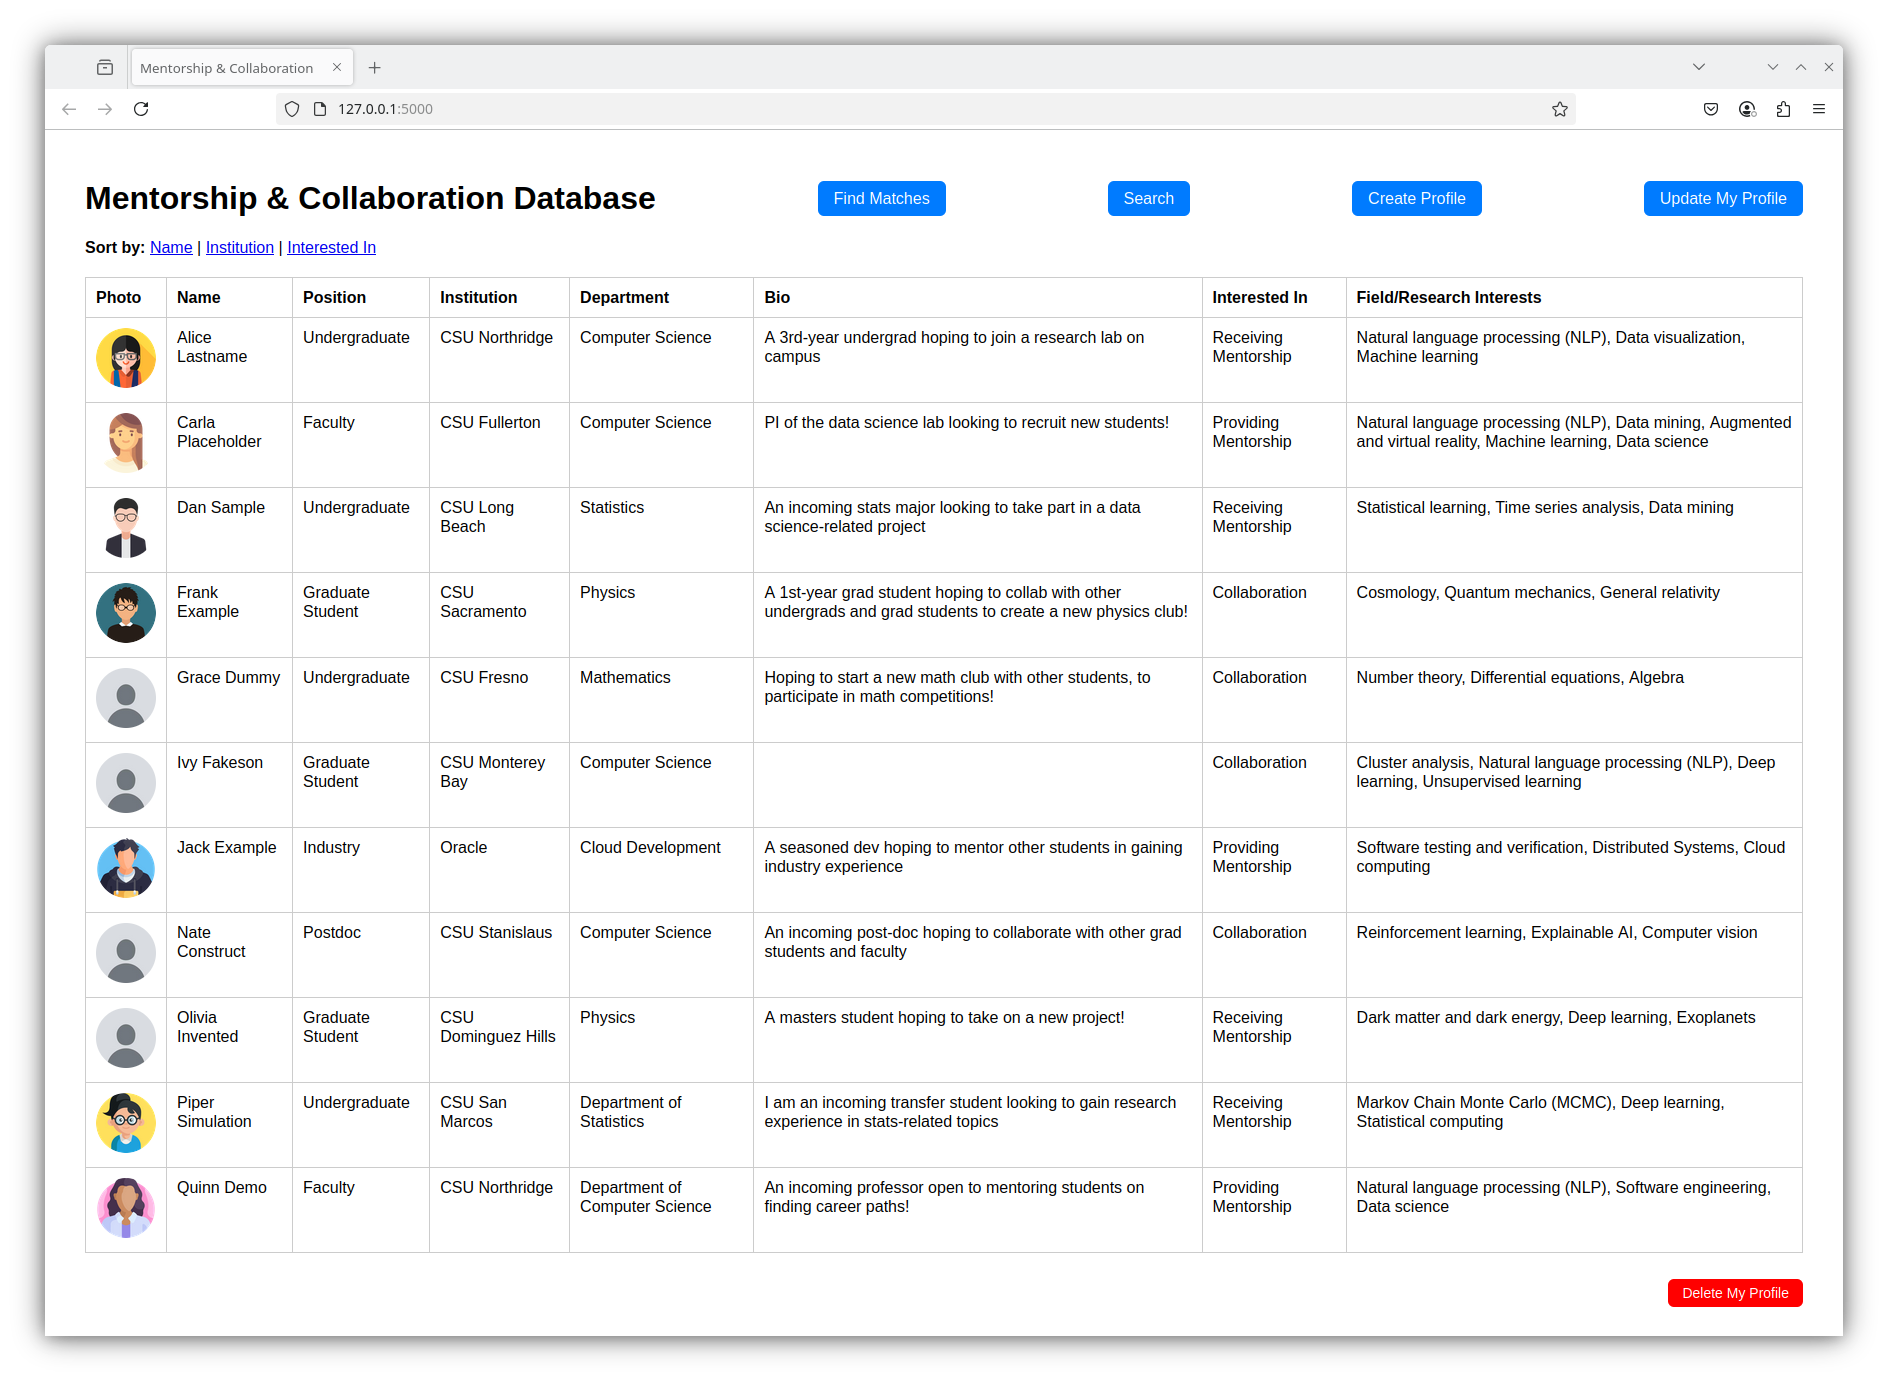 Mentorship & Collaboration
127.0.0.1:5000
Mentorship & Collaboration Database
Find Matches
Search
Create Profile
Update My Profile
Sort by: Name | Institution | Interested In
Photo Name Position Institution Department Bio Interested In Field/Research Interests
Alice Undergraduate CSU Northridge Computer Science A 3rd-year undergrad hoping to join a research lab on Receiving Natural language processing (NLP), Data visualization,
Lastname campus Mentorship Machine learning
Carla Faculty CSU Fullerton Computer Science PI of the data science lab looking to recruit new students! Providing Natural language processing (NLP), Data mining, Augmented
Placeholder Mentorship and virtual reality, Machine learning, Data science
Dan Sample Undergraduate CSU Long Statistics An incoming stats major looking to take part in a data Receiving Statistical learning, Time series analysis, Data mining
Beach science-related project Mentorship
Frank Graduate CSU Physics A 1st-year grad student hoping to collab with other Collaboration Cosmology, Quantum mechanics, General relativity
Example Student Sacramento undergrads and grad students to create a new physics club!
Grace Dummy Undergraduate CSU Fresno Mathematics Hoping to start a new math club with other students, to Collaboration Number theory, Differential equations, Algebra
participate in math competitions!
Ivy Fakeson Graduate CSU Monterey Computer Science Collaboration Cluster analysis, Natural language processing (NLP), Deep
Student Bay learning, Unsupervised learning
Jack Example Industry Oracle Cloud Development A seasoned dev hoping to mentor other students in gaining Providing Software testing and verification, Distributed Systems, Cloud
industry experience Mentorship computing
Nate Postdoc CSU Stanislaus Computer Science An incoming post-doc hoping to collaborate with other grad Collaboration Reinforcement learning, Explainable AI, Computer vision
Construct students and faculty
Olivia Graduate CSU Physics A masters student hoping to take on a new project! Receiving Dark matter and dark energy, Deep learning, Exoplanets
Invented Student Dominguez Hills Mentorship
Piper Undergraduate CSU San Department of I am an incoming transfer student looking to gain research Receiving Markov Chain Monte Carlo (MCMC), Deep learning,
Simulation Marcos Statistics experience in stats-related topics Mentorship Statistical computing
Quinn Demo Faculty CSU Northridge Department of An incoming professor open to mentoring students on Providing Natural language processing (NLP), Software engineering,
Computer Science finding career paths! Mentorship Data science
Delete My Profile